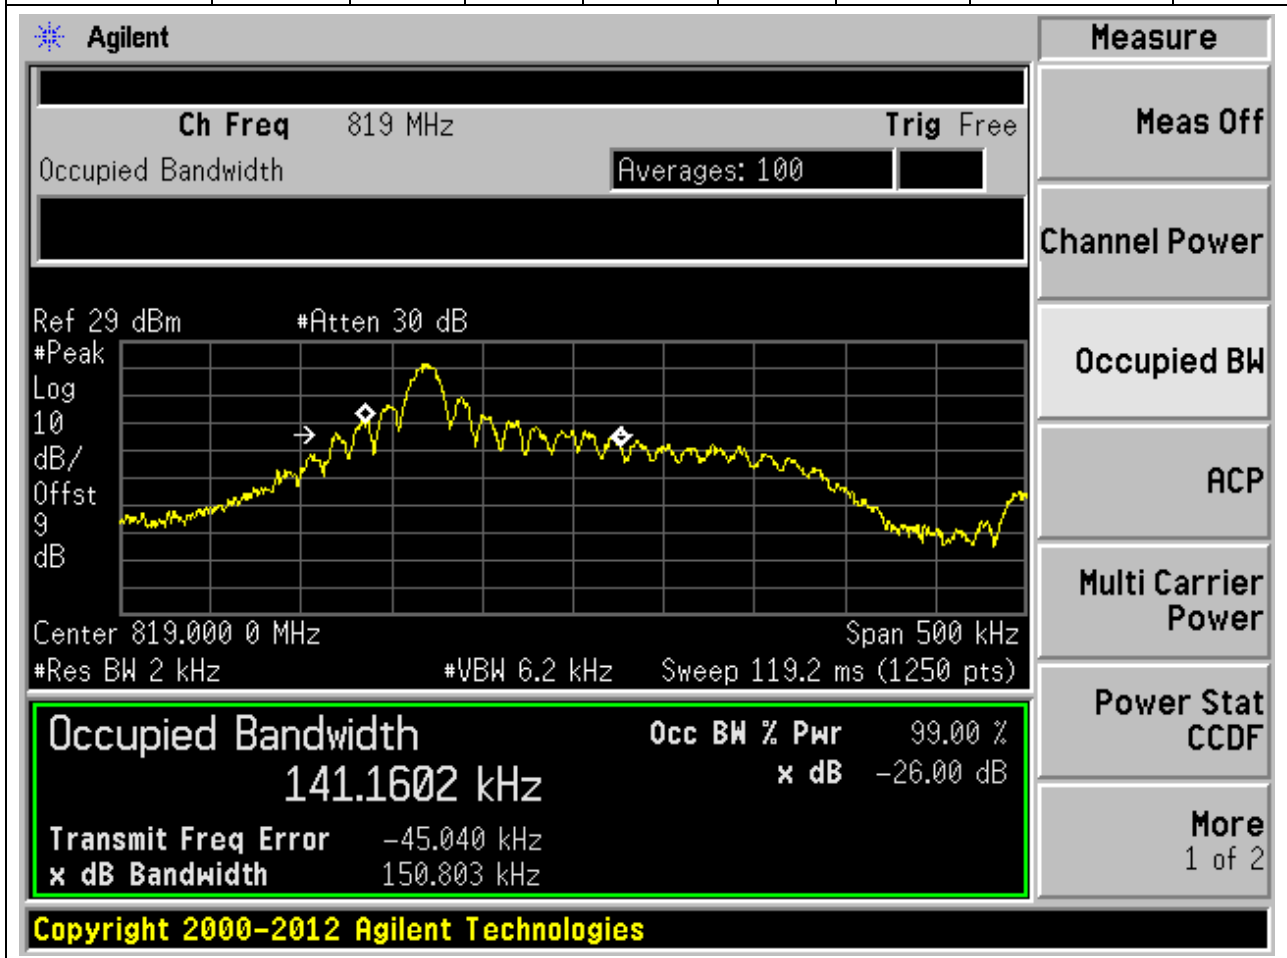 Agilent
Measure
Ch Freq 819 MHz Trig Free
Occupied Bandwidth Averages: 100
Ref 29 dBm #Atten 30 dB
#Peak
Log
10
dB/
Offst
9
dB
Center 819.000 0 MHz Span 500 kHz
#Res BW 2 kHz #VBW 6.2 kHz Sweep 119.2 ms (1250 pts)
Occupied Bandwidth
141.1602 kHz
Occ BW % Pwr 99.00 %
x dB -26.00 dB
Transmit Freq Error -45.040 kHz
x dB Bandwidth 150.803 kHz
Meas Off
Channel Power
Occupied BW
ACP
Multi Carrier
Power
Power Stat
CCDF
More
1 of 2
Copyright 2000-2012 Agilent Technologies